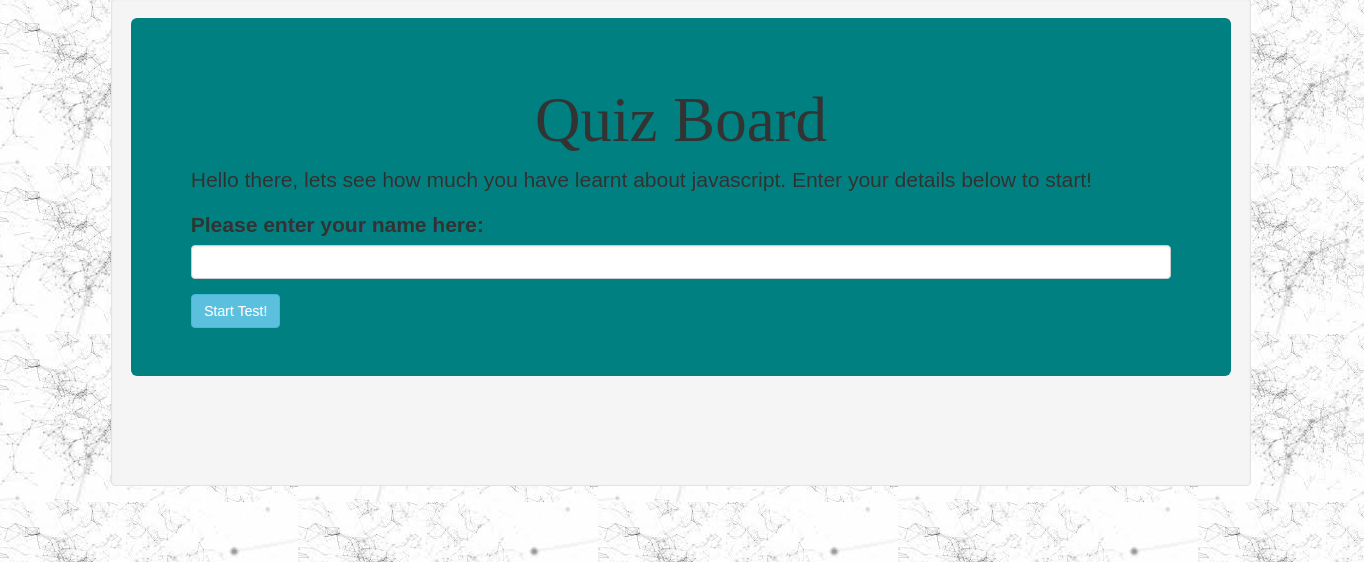 Quiz Board
Hello there, lets see how much you have learnt about javascript. Enter your details below to start!
Please enter your name here:
Start Test!